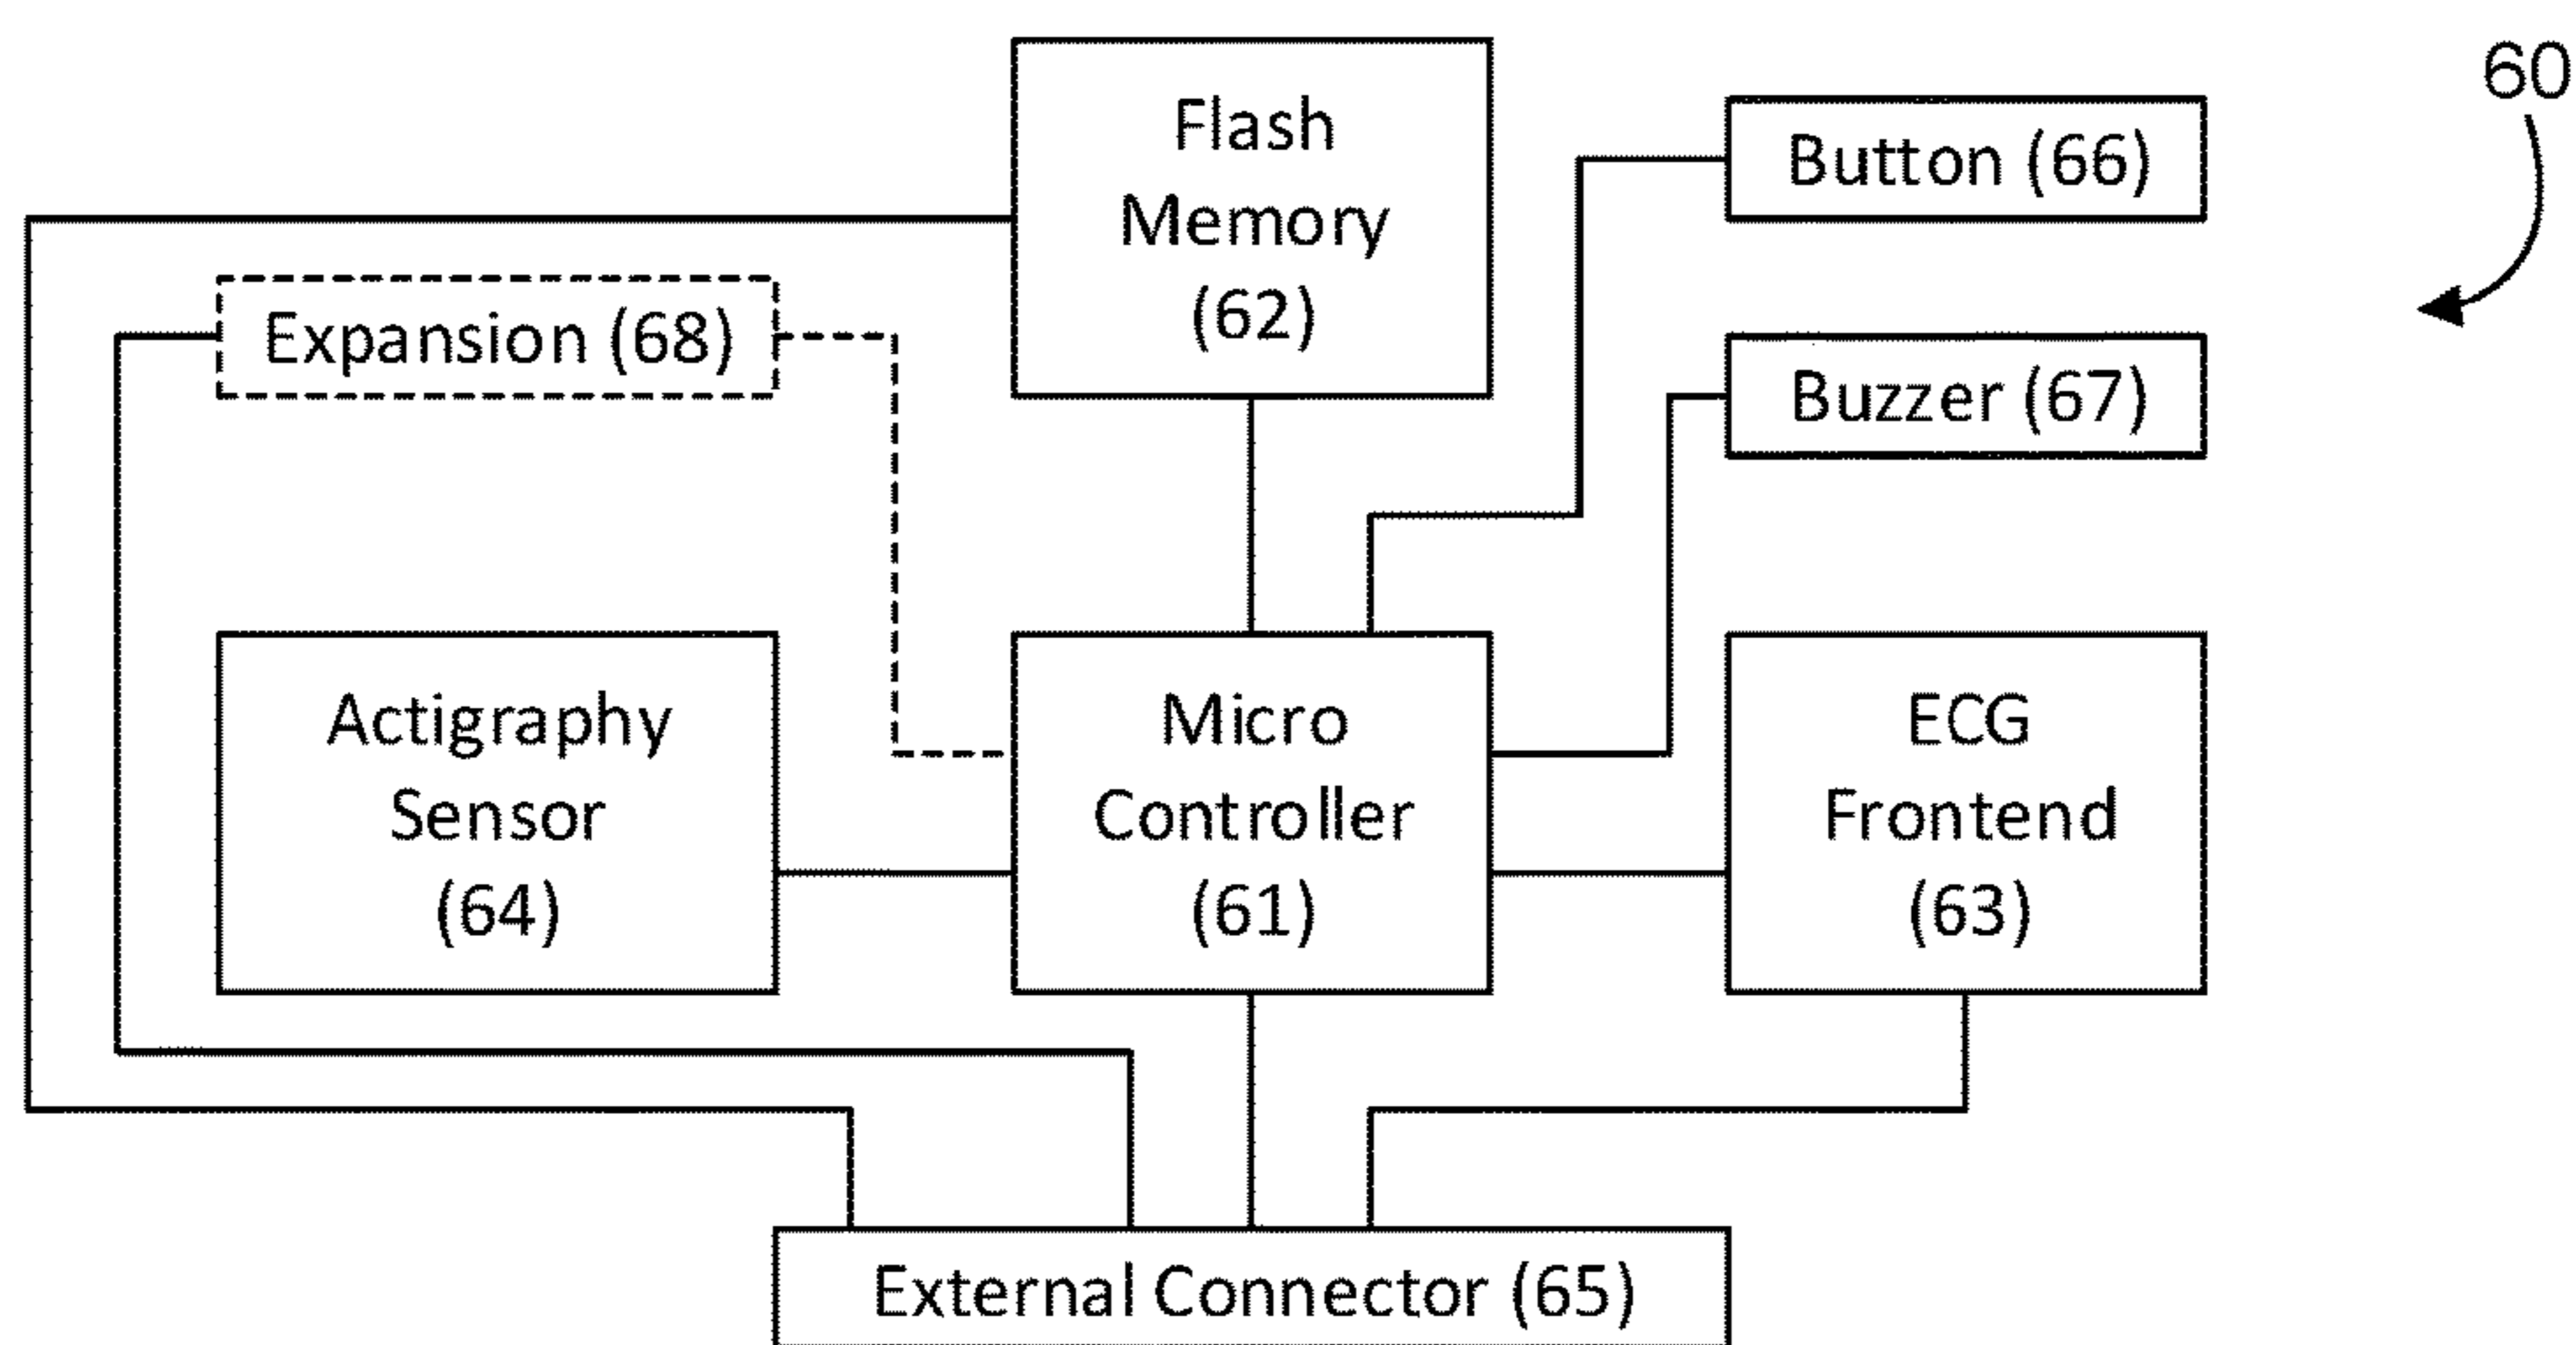 60
Flash
Memory
(62)
Button (66)
Expansion (68)
Buzzer (67)
Actigraphy
Sensor
(64)
Micro
Controller
(61)
ECG
Frontend
(63)
External Connector (65)